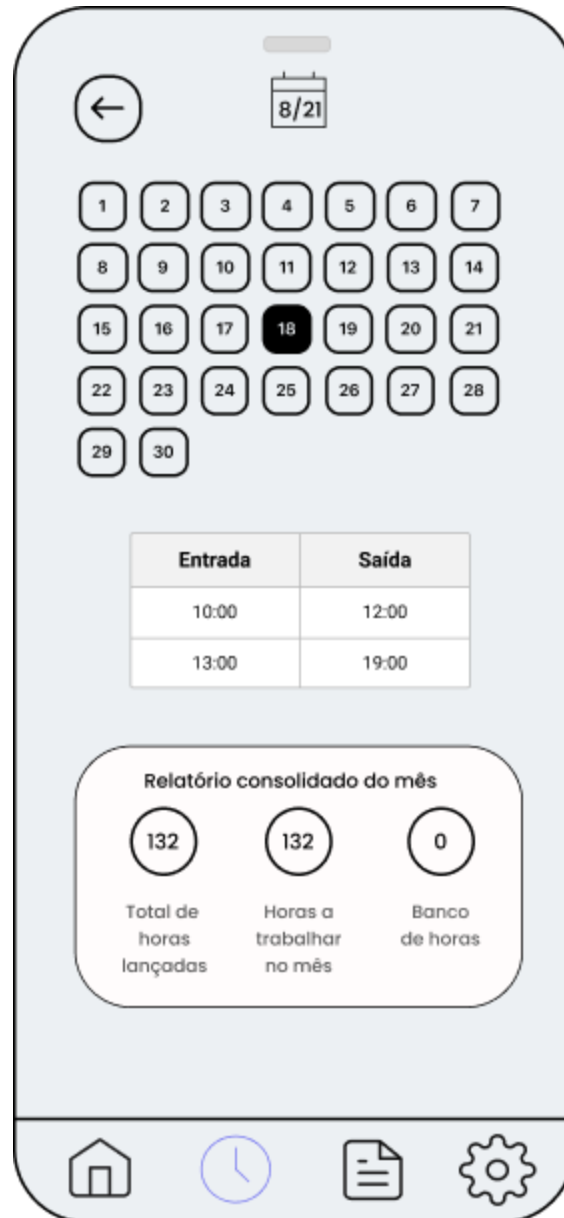 8/21
1 2 3 4 5 6 7
8 9 10 11 12 13 14
15 16 17 18 19 20 21
22 23 24 25 26 27 28
29 30
Entrada Saída
10:00 12:00
13:00 19:00
Relatório consolidado do mês
132 132 0
Total de horas lançadas
Horas a trabalhar no mês
Banco de horas